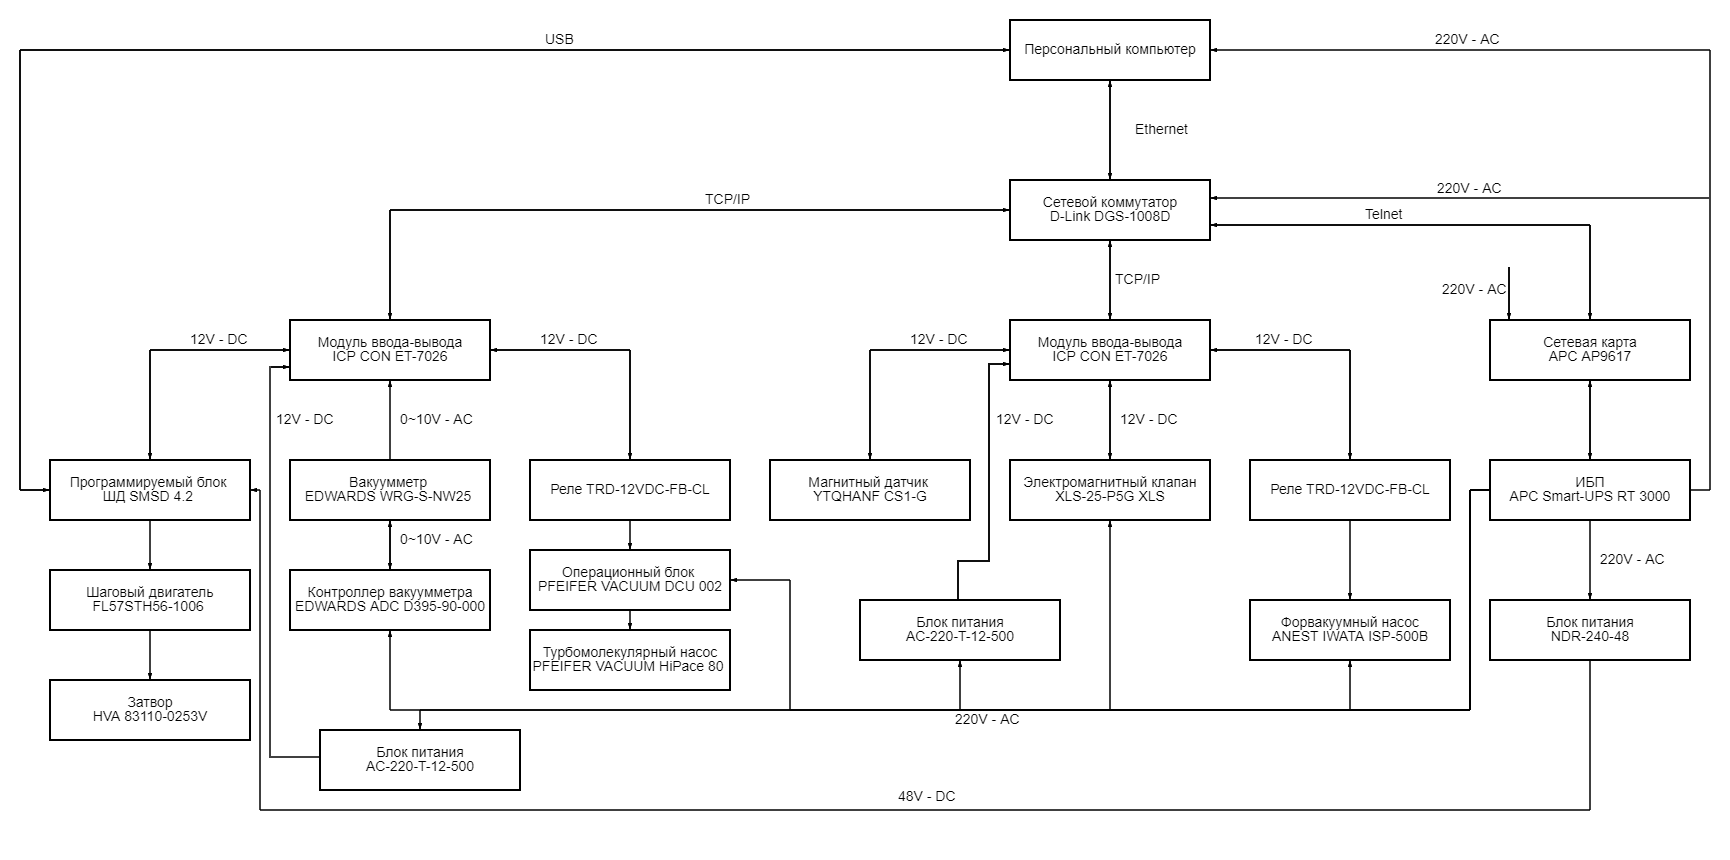 USB
Персональный компьютер
220V - AC
Ethernet
220V - AC
TCP/IP
Сетевой коммутатор
D-Link DGS-1008D
Telnet
TCP/IP
220V - AC
12V - DC
Модуль ввода-вывода
ICP CON ET-7026
12V - DC
12V - DC
Модуль ввода-вывода
ICP CON ET-7026
12V - DC
Сетевая карта
APC AP9617
12V - DC
0~10V - AC
12V - DC
12V - DC
Программируемый блок
ШД SMSD 4.2
Вакуумметр
EDWARDS WRG-S-NW25
Реле TRD-12VDC-FB-CL
Магнитный датчик
YTQHANF CS1-G
Электромагнитный клапан
XLS-25-P5G XLS
Реле TRD-12VDC-FB-CL
ИБП
APC Smart-UPS RT 3000
0~10V - AC
220V - AC
Шаговый двигатель
FL57STH56-1006
Контроллер вакуумметра
EDWARDS ADC D395-90-000
Операционный блок
PFEIFER VACUUM DCU 002
Блок питания
AC-220-T-12-500
Форвакуумный насос
ANEST IWATA ISP-500B
Блок питания
NDR-240-48
Турбомолекулярный насос
PFEIFER VACUUM HiPace 80
Затвор
HVA 83110-0253V
220V - AC
Блок питания
AC-220-T-12-500
48V - DC